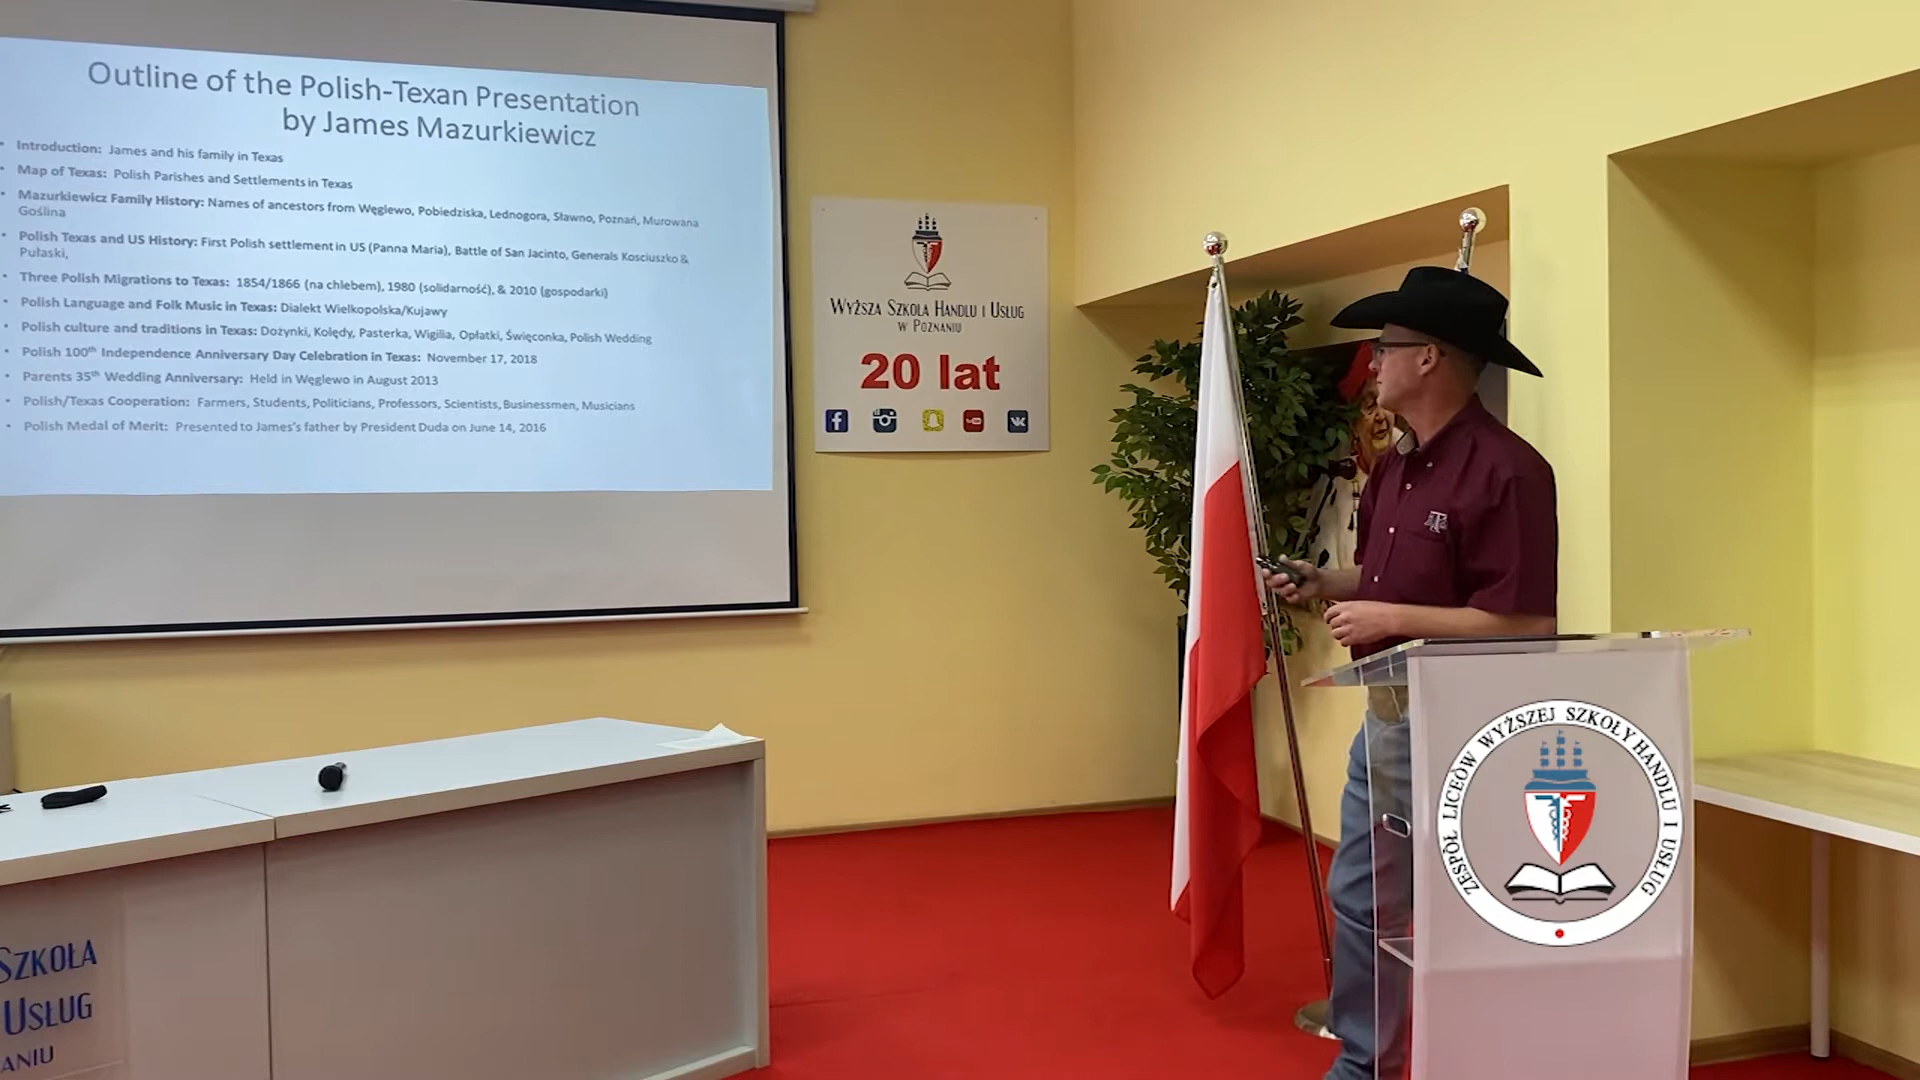 Outline of the Polish-Texan Presentation
by James Mazurkiewicz
• Introduction: James and his family in Texas
• Map of Texas: Polish Parishes and Settlements in Texas
• Mazurkiewicz Family History: Names of ancestors from Węglewo, Pobiedziska, Lednogora, Sławno, Poznań, Murowana
Goślina
• Polish Texas and US History: First Polish settlement in US (Panna Maria), Battle of San Jacinto, Generals Kosciuszko &
Pułaski,
• Three Polish Migrations to Texas: 1854/1866 (na chlebem), 1980 (solidarność), & 2010 (gospodarki)
• Polish Language and Folk Music in Texas: Dialekt Wielkopolska/Kujawy
• Polish culture and traditions in Texas: Dożynki, Kolędy, Pasterka, Wigilia, Opłatki, Święconka, Polish Wedding
• Polish 100th Independence Anniversary Day Celebration in Texas: November 17, 2018
• Parents 35th Wedding Anniversary: Held in Węglewo in August 2013
• Polish/Texas Cooperation: Farmers, Students, Politicians, Professors, Scientists, Businessmen, Musicians
• Polish Medal of Merit: Presented to James's father by President Duda on June 14, 2016
WYŻSZA SZKOŁA HANDLU I USŁUG
W POZNANIU
20 lat
ATM
ZESPÓŁ LICEÓW WYŻSZEJ SZKOŁY HANDLU I USŁUG
SZKOŁA
USŁUG
ANIU